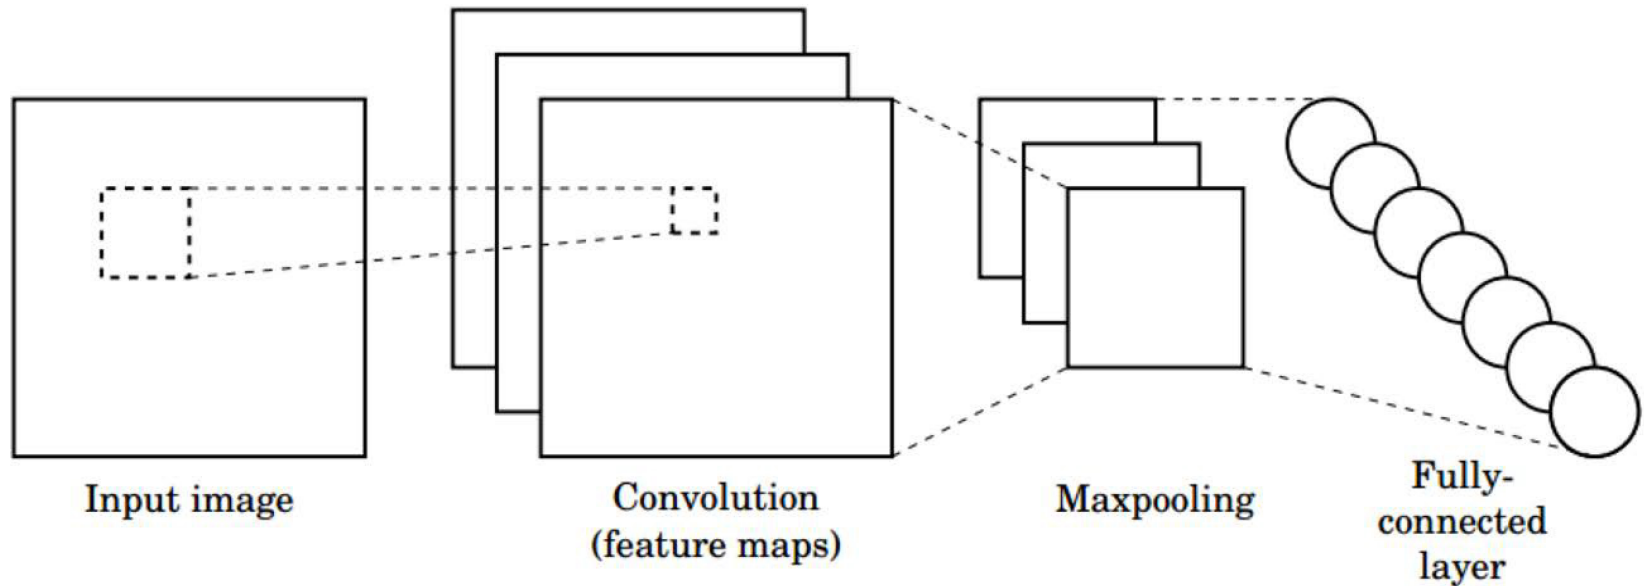 Input image
Convolution
(feature maps)
Maxpooling
Fully-
connected
layer